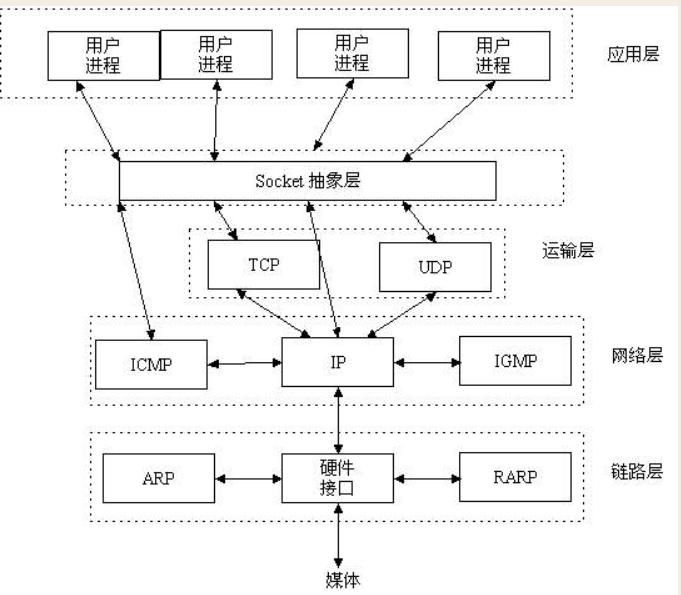 用户
进程
用户
进程
用户
进程
用户
进程
应用层
Socket 抽象层
TCP
UDP
运输层
ICMP
IP
IGMP
网络层
ARP
硬件
接口
RARP
链路层
媒体